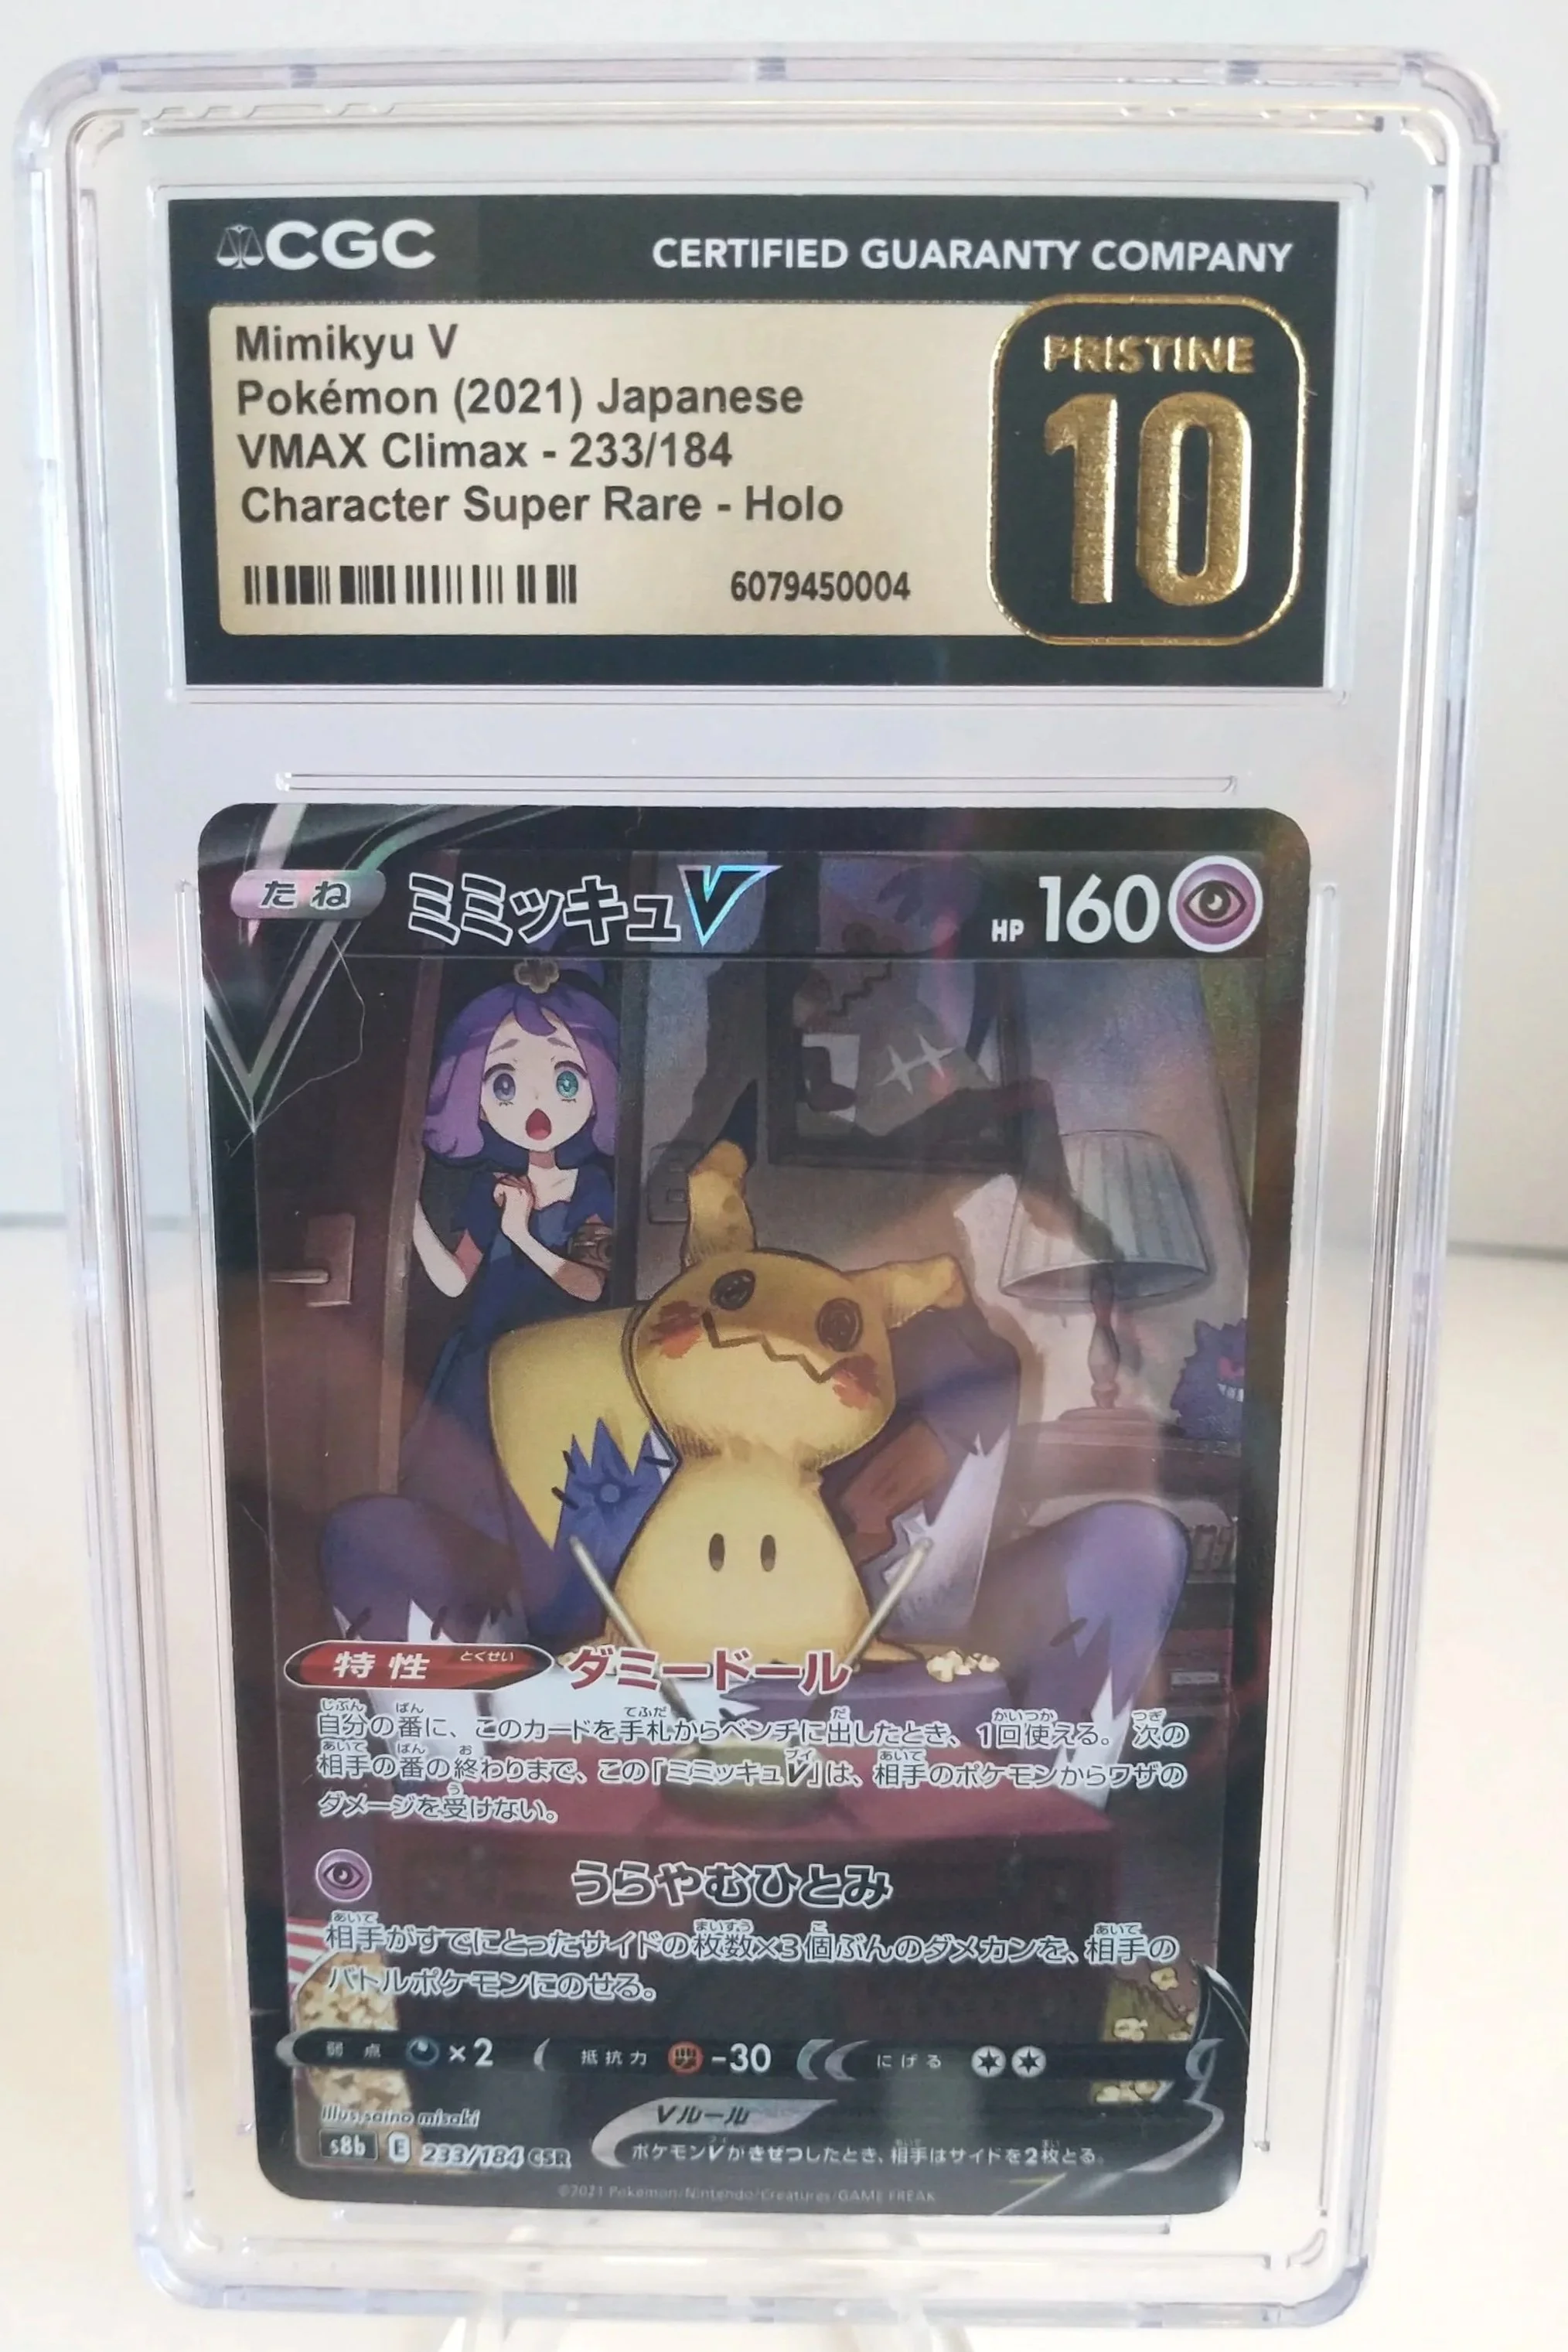 CGC
CERTIFIED GUARANTY COMPANY
Mimikyu V
Pokémon (2021) Japanese
VMAX Climax - 233/184
Character Super Rare - Holo
6079450004
PRISTINE
10
たね ミミッキュV HP 160
特性 とくせい ダミードール
自分の番に、このカードを手札からベンチに出したとき、1回使える。次の
相手の番の終わりまで、この「ミミッキュV」は、相手のポケモンからワザの
ダメージを受けない。
うらやむひとみ
相手がすでにとったサイドの枚数×3個ぶんのダメカンを、相手の
バトルポケモンにのせる。
弱点 ×2 抵抗力 -30 にげる
illus. saino misaki
Vルール
s8b E 233/184 CSR
ポケモンVがきぜつしたとき、相手はサイドを2枚とる。
©2021 Pokémon/Nintendo/Creatures/GAME FREAK